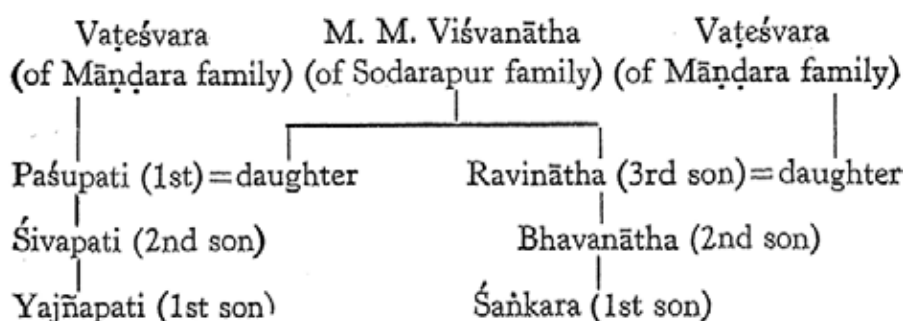 Vaṭeśvara M. M. Viśvanātha Vaṭeśvara
(of Māṇḍara family) (of Sodarapur family) (of Māṇḍara family)
Paśupati (1st)=daughter Ravinātha (3rd son)=daughter
Śivapati (2nd son) Bhavanātha (2nd son)
Yajñapati (1st son) Śaṅkara (1st son)